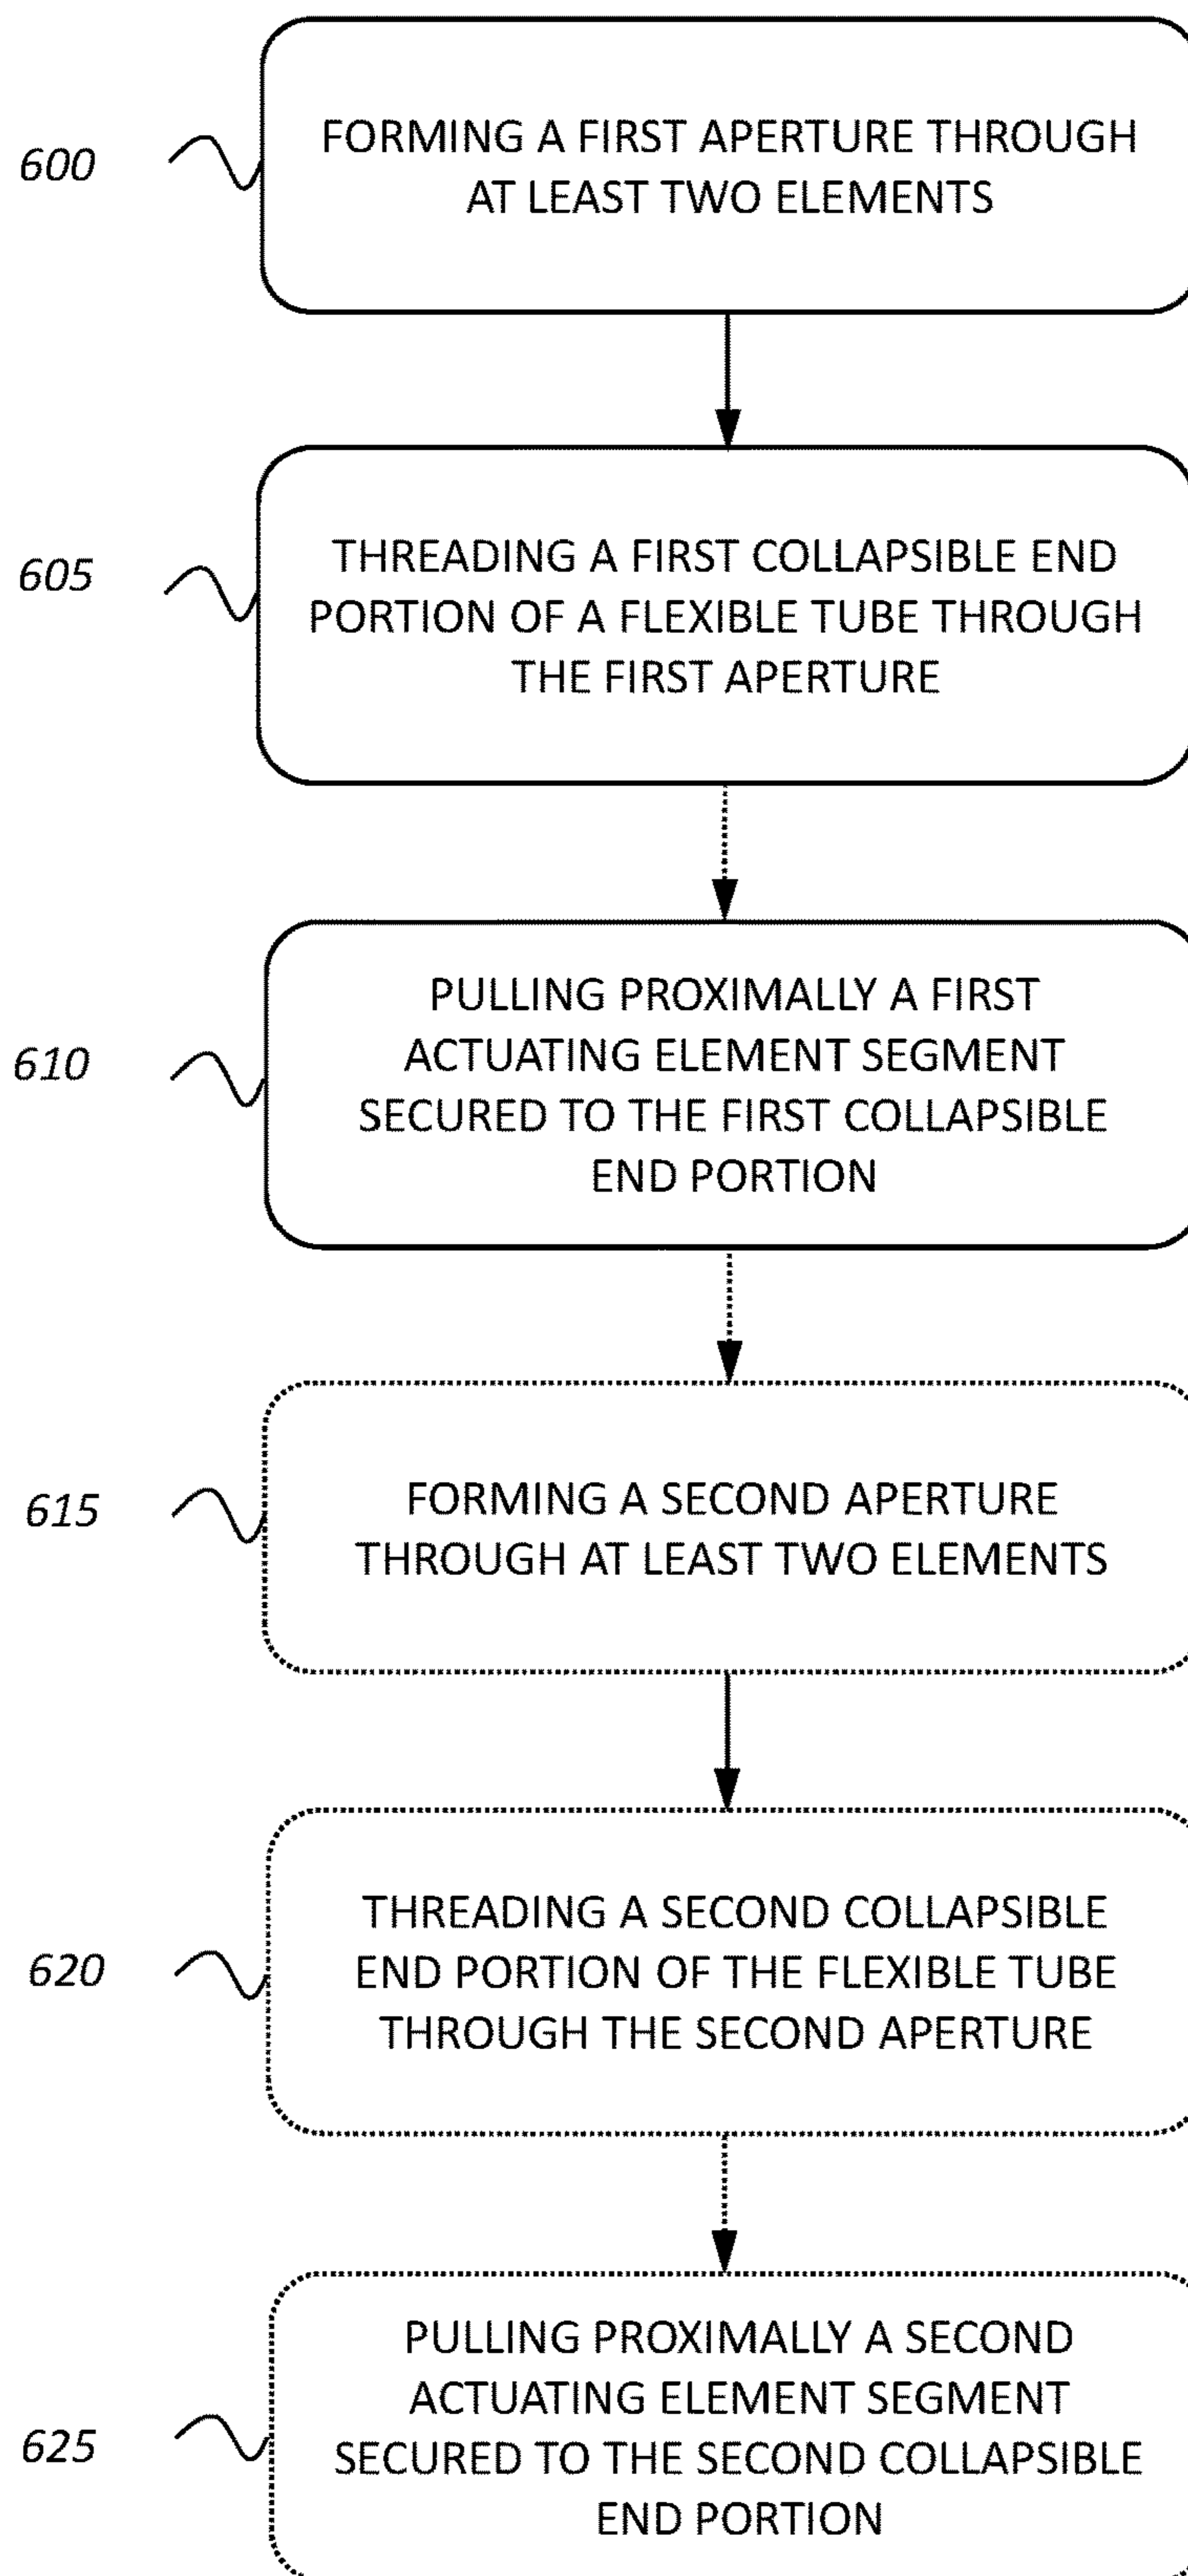 600
FORMING A FIRST APERTURE THROUGH
AT LEAST TWO ELEMENTS
605
THREADING A FIRST COLLAPSIBLE END
PORTION OF A FLEXIBLE TUBE THROUGH
THE FIRST APERTURE
610
PULLING PROXIMALLY A FIRST
ACTUATING ELEMENT SEGMENT
SECURED TO THE FIRST COLLAPSIBLE
END PORTION
615
FORMING A SECOND APERTURE
THROUGH AT LEAST TWO ELEMENTS
620
THREADING A SECOND COLLAPSIBLE
END PORTION OF THE FLEXIBLE TUBE
THROUGH THE SECOND APERTURE
625
PULLING PROXIMALLY A SECOND
ACTUATING ELEMENT SEGMENT
SECURED TO THE SECOND COLLAPSIBLE
END PORTION